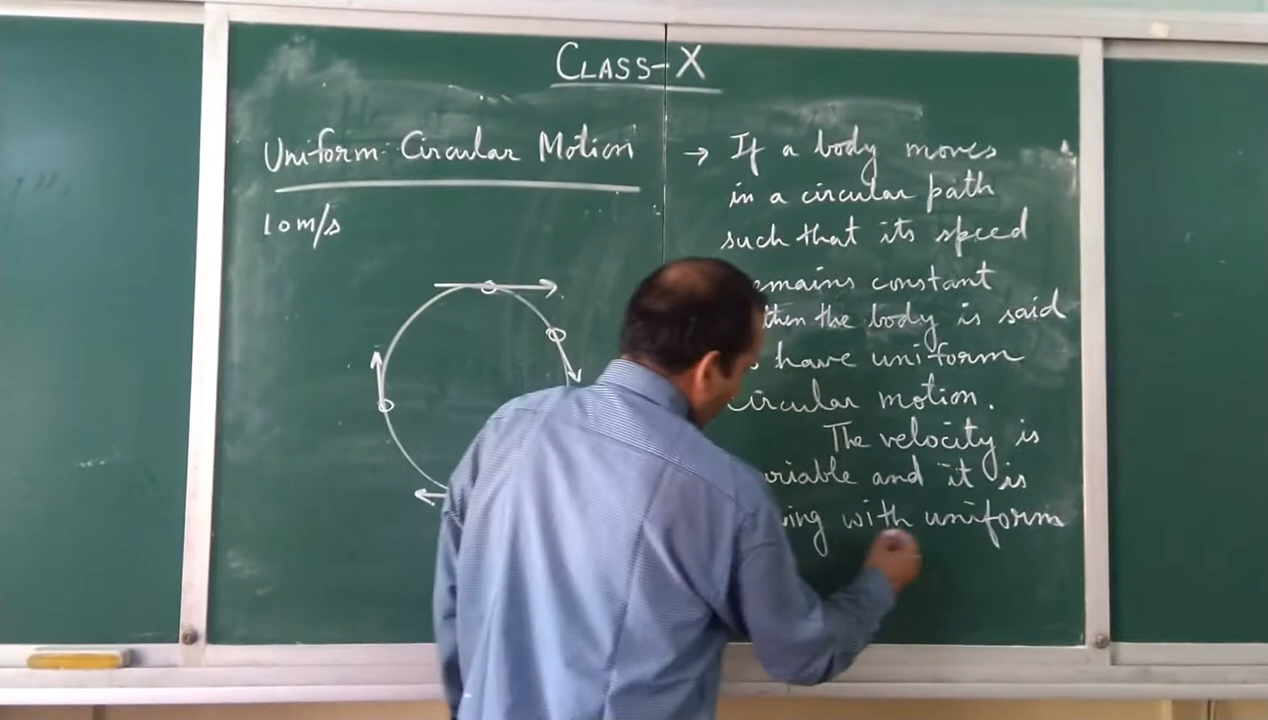 CLASS-X
Uniform Circular Motion
10 m/s
→ If a body moves
in a circular path
such that its speed
emains constant
then the body is said
have uniform
circular motion.
The velocity is
variable and it is
with uniform